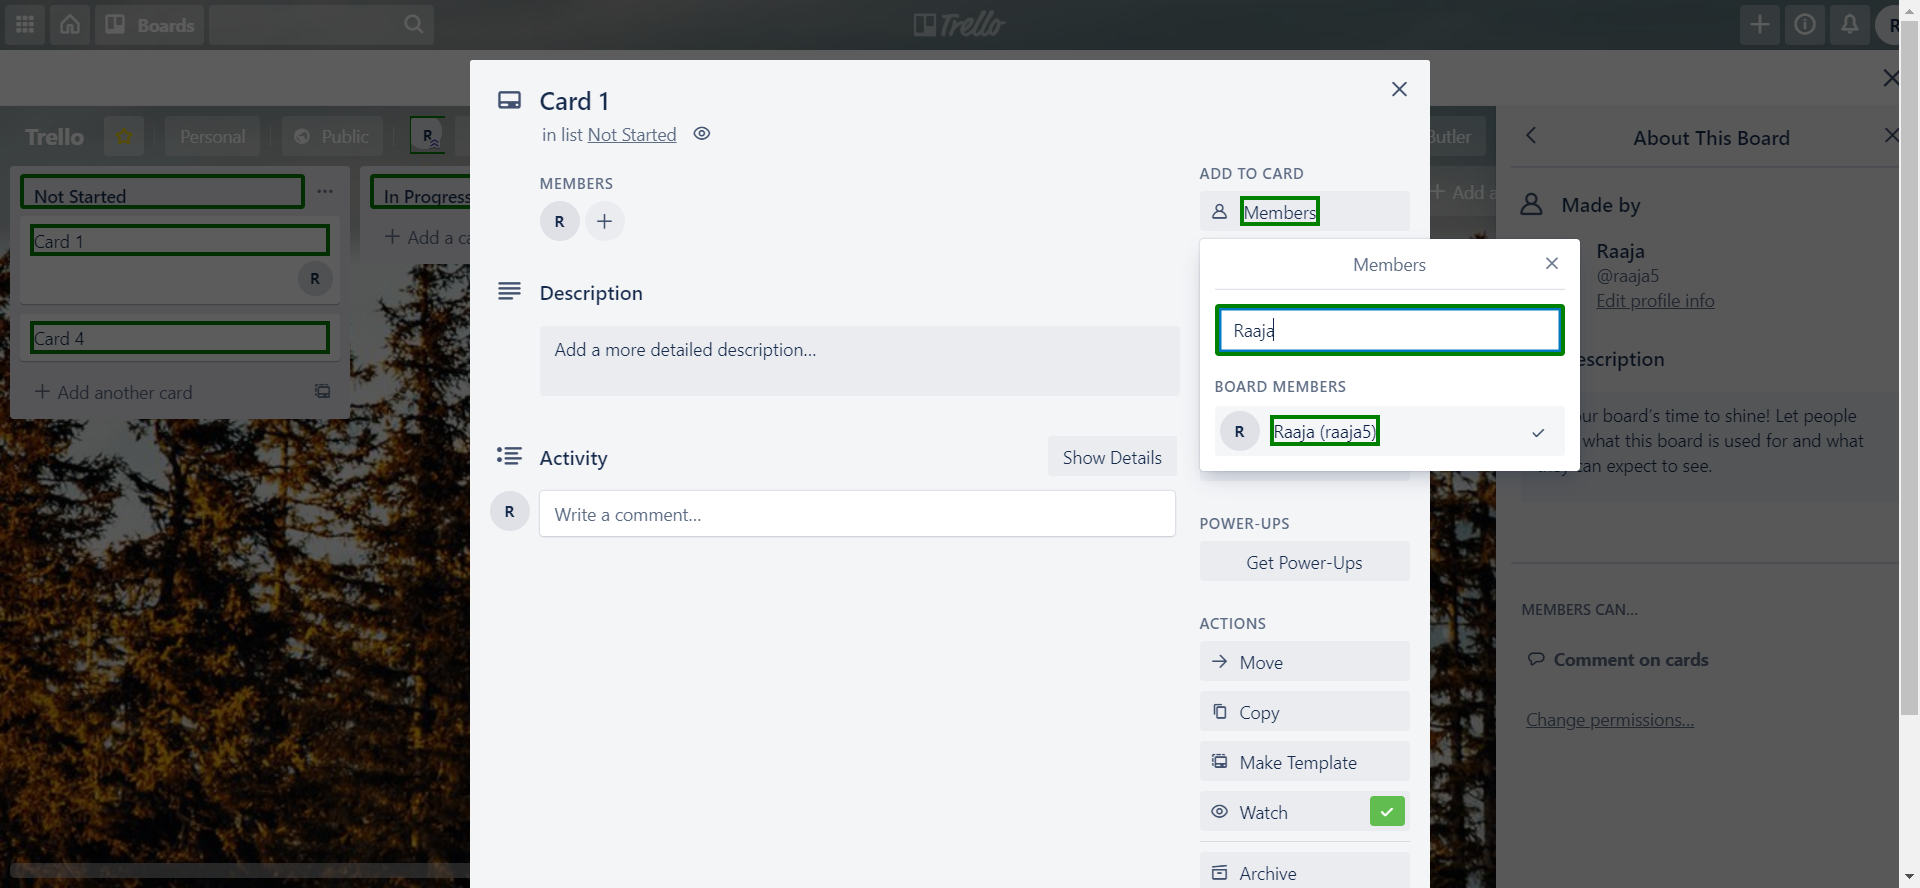 Boards
Trello
R
Trello
Personal
Public
R
Butler
Not Started
Card 1
R
Card 4
Add another card
In Progress
Add a ca
Add a
Card 1
in list Not Started
MEMBERS
R
Description
Add a more detailed description...
Activity
Show Details
R
Write a comment...
ADD TO CARD
Members
Members
Raaja
BOARD MEMBERS
R
Raaja (raaja5)
POWER-UPS
Get Power-Ups
ACTIONS
Move
Copy
Make Template
Watch
Archive
About This Board
Made by
Raaja
@raaja5
Edit profile info
escription
ur board's time to shine! Let people
what this board is used for and what
they can expect to see.
MEMBERS CAN...
Comment on cards
Change permissions...